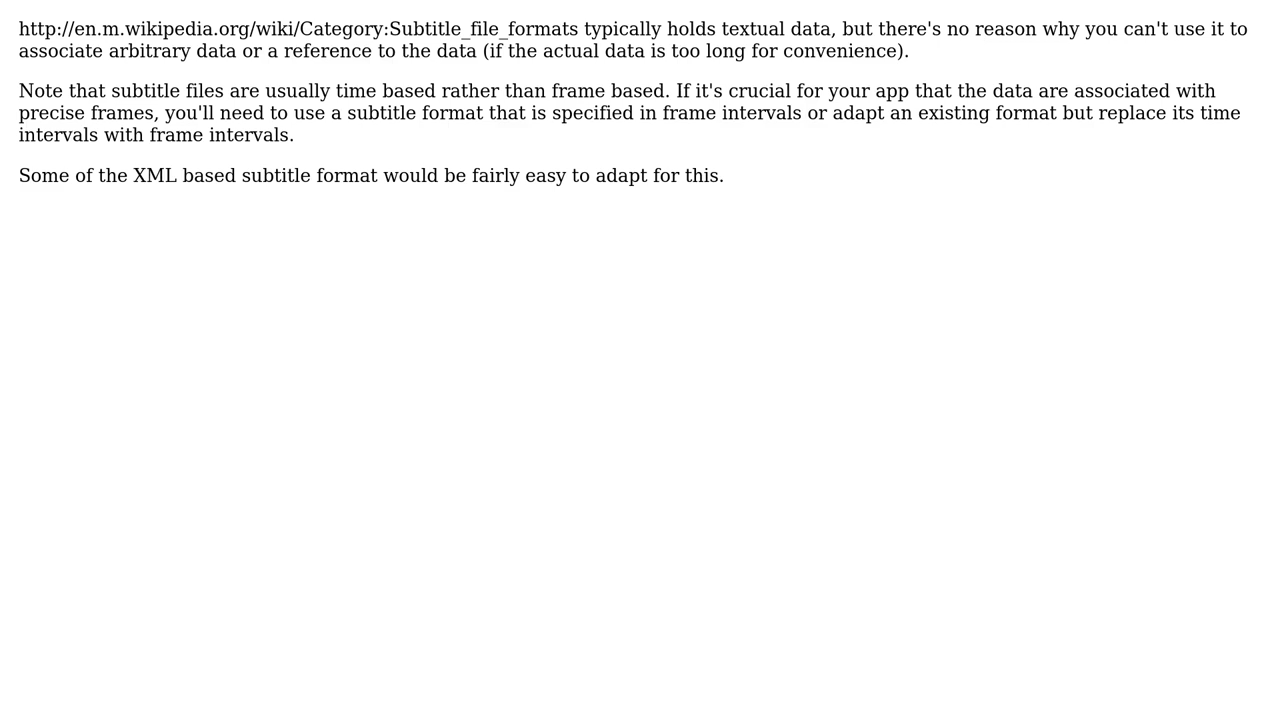 http://en.m.wikipedia.org/wiki/Category:Subtitle_file_formats typically holds textual data, but there's no reason why you can't use it to
associate arbitrary data or a reference to the data (if the actual data is too long for convenience).
Note that subtitle files are usually time based rather than frame based. If it's crucial for your app that the data are associated with
precise frames, you'll need to use a subtitle format that is specified in frame intervals or adapt an existing format but replace its time
intervals with frame intervals.
Some of the XML based subtitle format would be fairly easy to adapt for this.